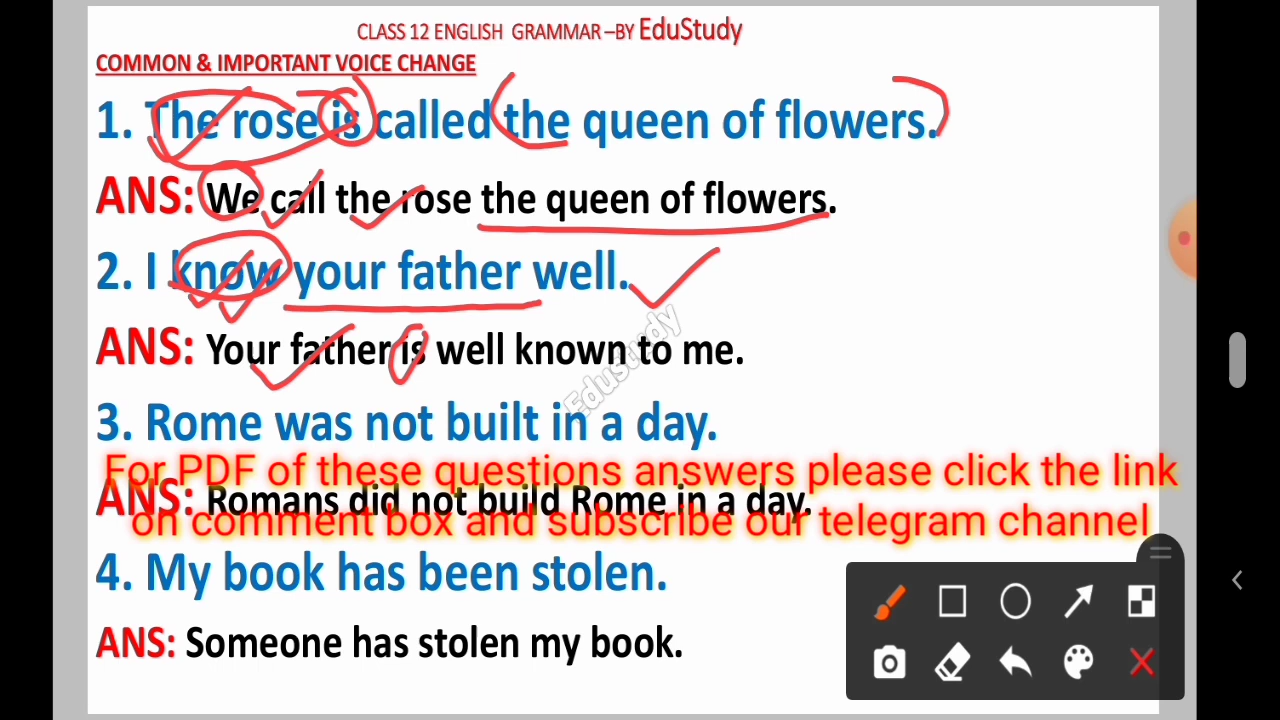 CLASS 12 ENGLISH GRAMMAR –BY EduStudy
COMMON & IMPORTANT VOICE CHANGE
1. The rose is called the queen of flowers.
ANS: We call the rose the queen of flowers.
2. I know your father well.
ANS: Your father is well known to me.
EduStudy
3. Rome was not built in a day.
For PDF of these questions answers please click the link
ANS: Romans did not build Rome in a day.
on comment box and subscribe our telegram channel
4. My book has been stolen.
ANS: Someone has stolen my book.